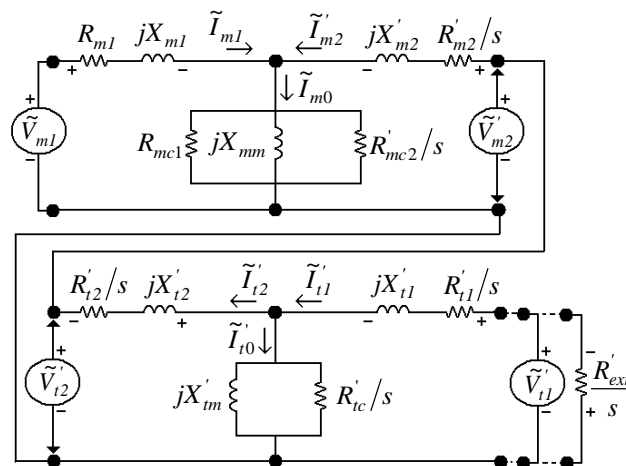 R_{m1} jX_{m1} Ĩ_{m1} Ĩ'_{m2} jX'_{m2} R'_{m2}/s
+ - - +
Ĩ_{m0}
+ Ṽ_{m1} - R_{mc1} jX_{mm} R'_{mc2}/s + Ṽ'_{m2} -
R'_{t2}/s jX'_{t2} Ĩ'_{t2} Ĩ'_{t1} jX'_{t1} R'_{t1}/s
- + - +
Ĩ'_{t0}
+ Ṽ'_{t2} - jX'_{tm} R'_{tc}/s + Ṽ'_{t1} - - R'_{ext}/s +